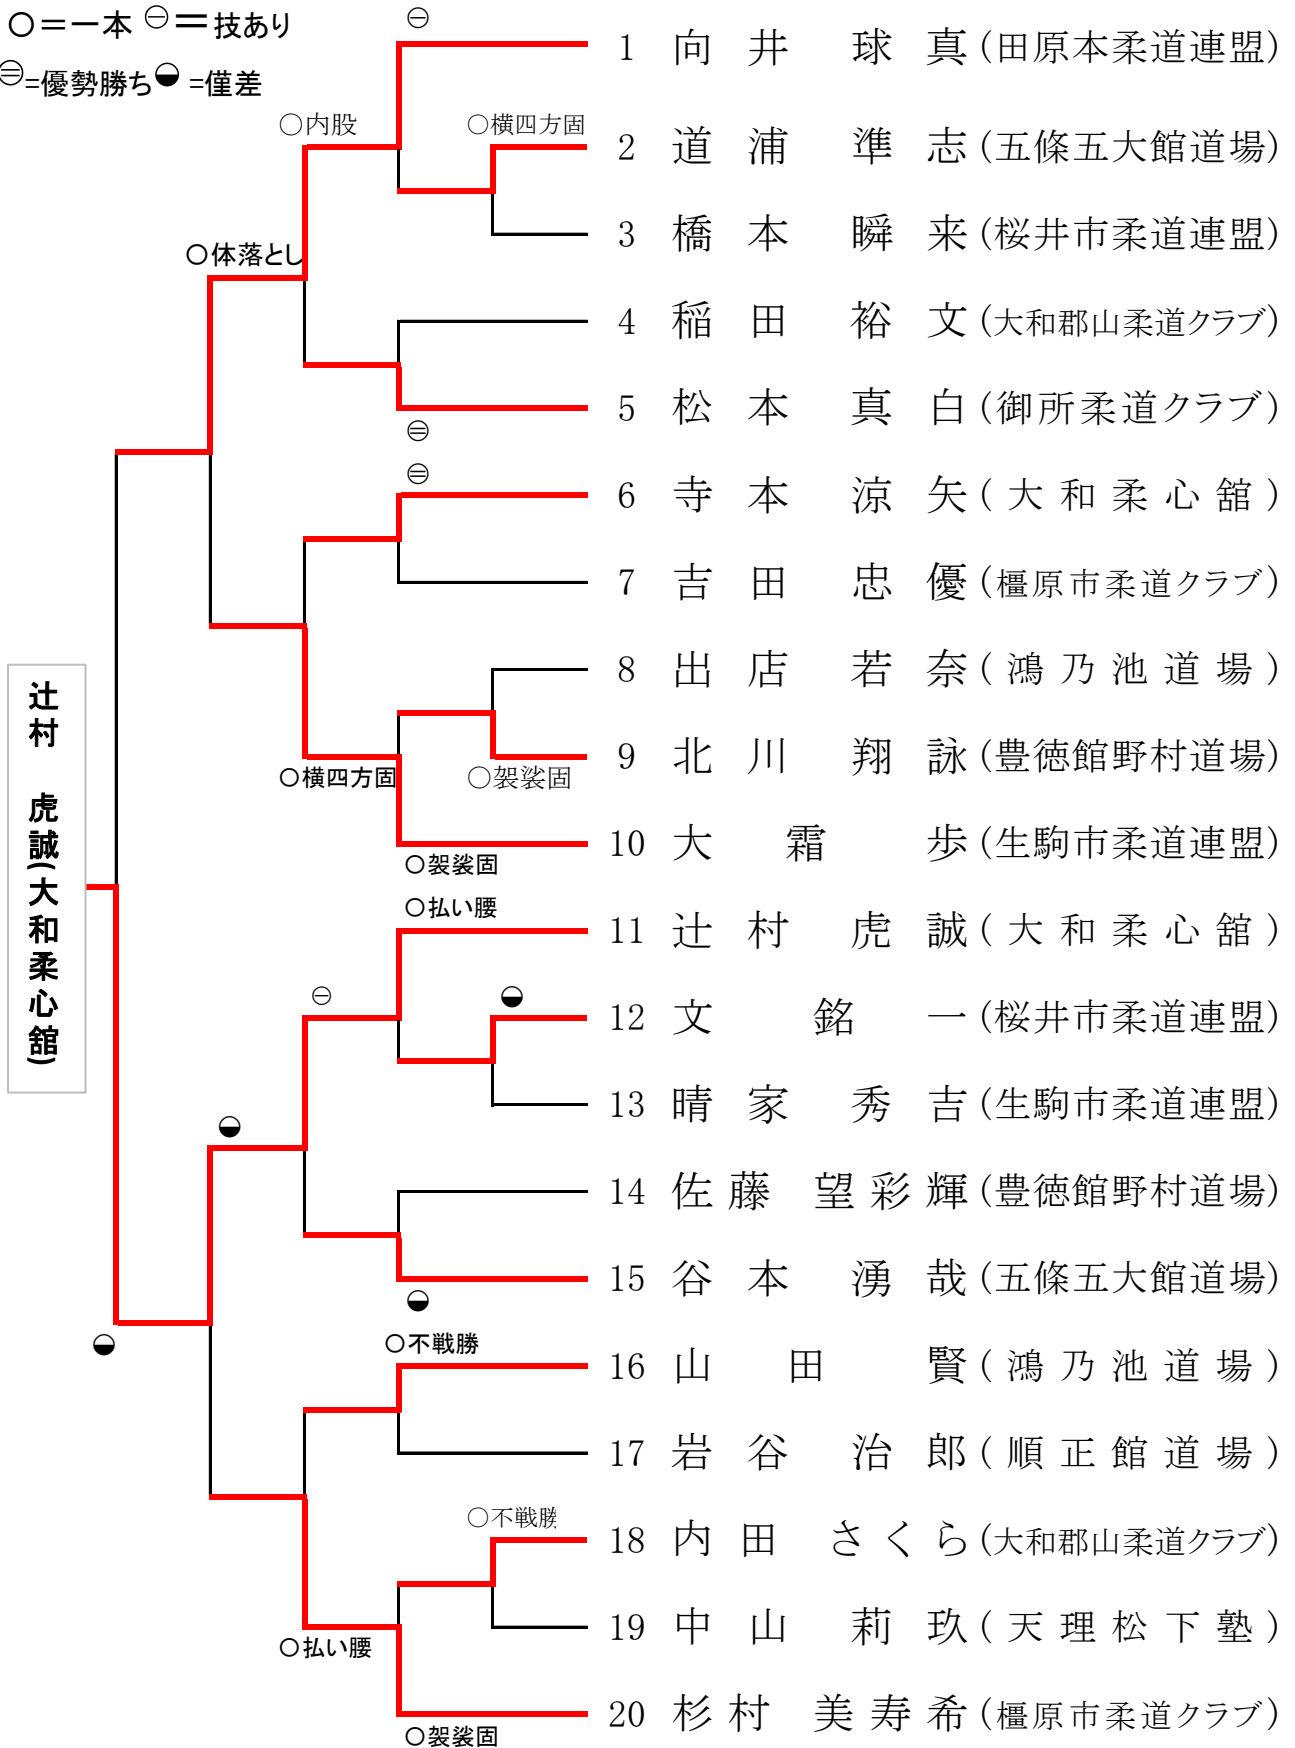 ○=一本 ㊀=技あり
㊁=優勢勝ち ◒ =僅差
㊀
1 向井 球真 (田原本柔道連盟)
○内股
○横四方固
2 道浦 準志 (五條五大館道場)
3 橋本 瞬来 (桜井市柔道連盟)
○体落とし
4 稲田 裕文 (大和郡山柔道クラブ)
5 松本 真白 (御所柔道クラブ)
㊁
㊁
6 寺本 涼矢 (大和柔心舘)
7 吉田 忠優 (橿原市柔道クラブ)
8 出店 若奈 (鴻乃池道場)
9 北川 翔詠 (豊徳館野村道場)
○横四方固
○袈裟固
10 大霜 歩 (生駒市柔道連盟)
○袈裟固
○払い腰
11 辻村 虎誠 (大和柔心舘)
辻村 虎誠(大和柔心舘)
㊀
◒
12 文 銘一 (桜井市柔道連盟)
13 晴家 秀吉 (生駒市柔道連盟)
◒
14 佐藤 望彩輝 (豊徳館野村道場)
15 谷本 湧哉 (五條五大館道場)
◒
◒
○不戦勝
16 山田 賢 (鴻乃池道場)
17 岩谷 治郎 (順正館道場)
○不戦勝
18 内田 さくら (大和郡山柔道クラブ)
19 中山 莉玖 (天理松下塾)
○払い腰
20 杉村 美寿希 (橿原市柔道クラブ)
○袈裟固